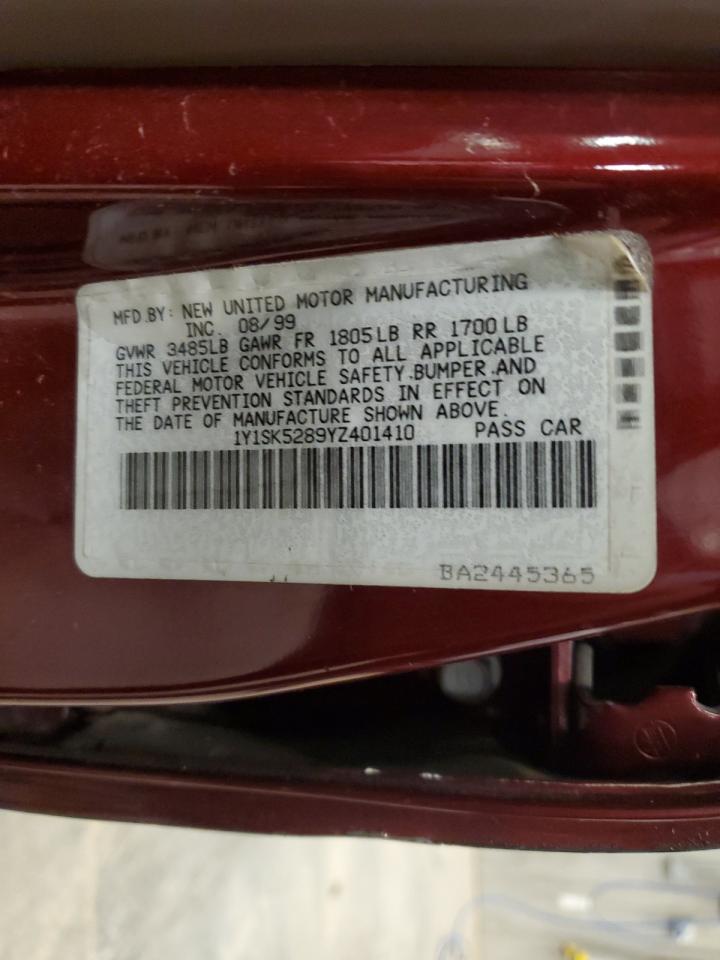 MFD.BY: NEW UNITED MOTOR MANUFACTURING
INC. 08/99
GVWR 3485LB GAWR FR 1805LB RR 1700LB
THIS VEHICLE CONFORMS TO ALL APPLICABLE
FEDERAL MOTOR VEHICLE SAFETY.BUMPER.AND
THEFT PREVENTION STANDARDS IN EFFECT ON
THE DATE OF MANUFACTURE SHOWN ABOVE.
1Y1SK5289YZ401410 PASS CAR
BA2445365